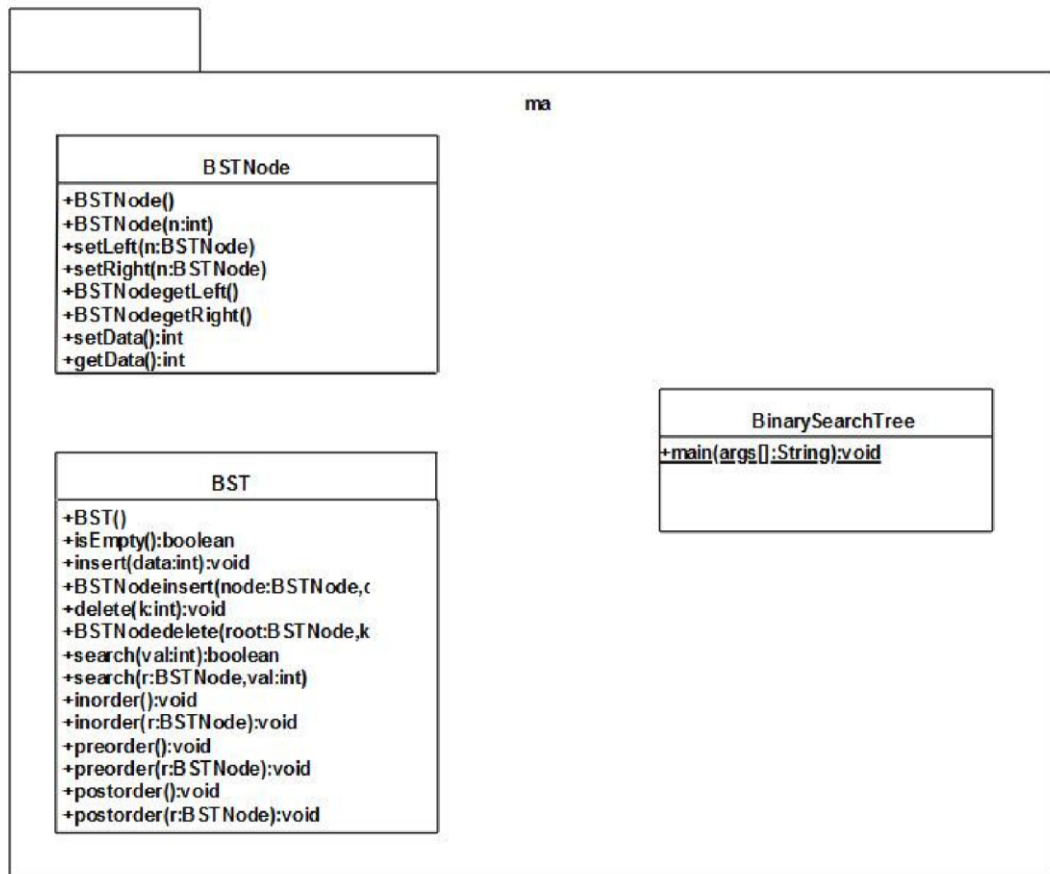 ma
BSTNode
+BSTNode()
+BSTNode(n:int)
+setLeft(n:BSTNode)
+setRight(n:BSTNode)
+BSTNodegetLeft()
+BSTNodegetRight()
+setData():int
+getData():int
BST
+BST()
+isEmpty():boolean
+insert(data:int):void
+BSTNodeinsert(node:BSTNode,
+delete(k:int):void
+BSTNodedelete(root:BSTNode,k
+search(val:int):boolean
+search(r:BSTNode,val:int)
+inorder():void
+inorder(r:BSTNode):void
+preorder():void
+preorder(r:BSTNode):void
+postorder():void
+postorder(r:BSTNode):void
BinarySearchTree
+main(args[]:String):void